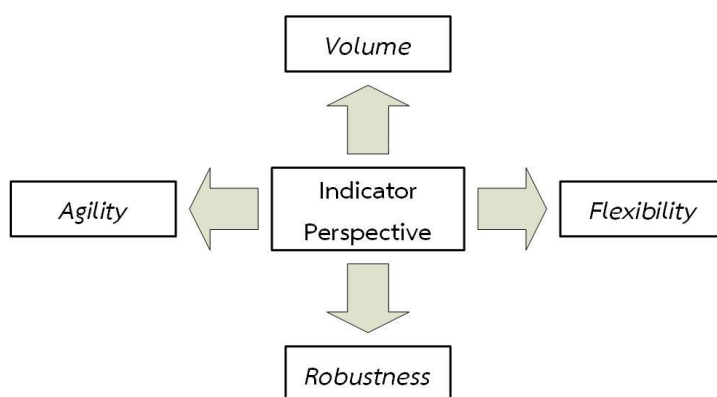 Volume
Agility
Indicator
Perspective
Flexibility
Robustness